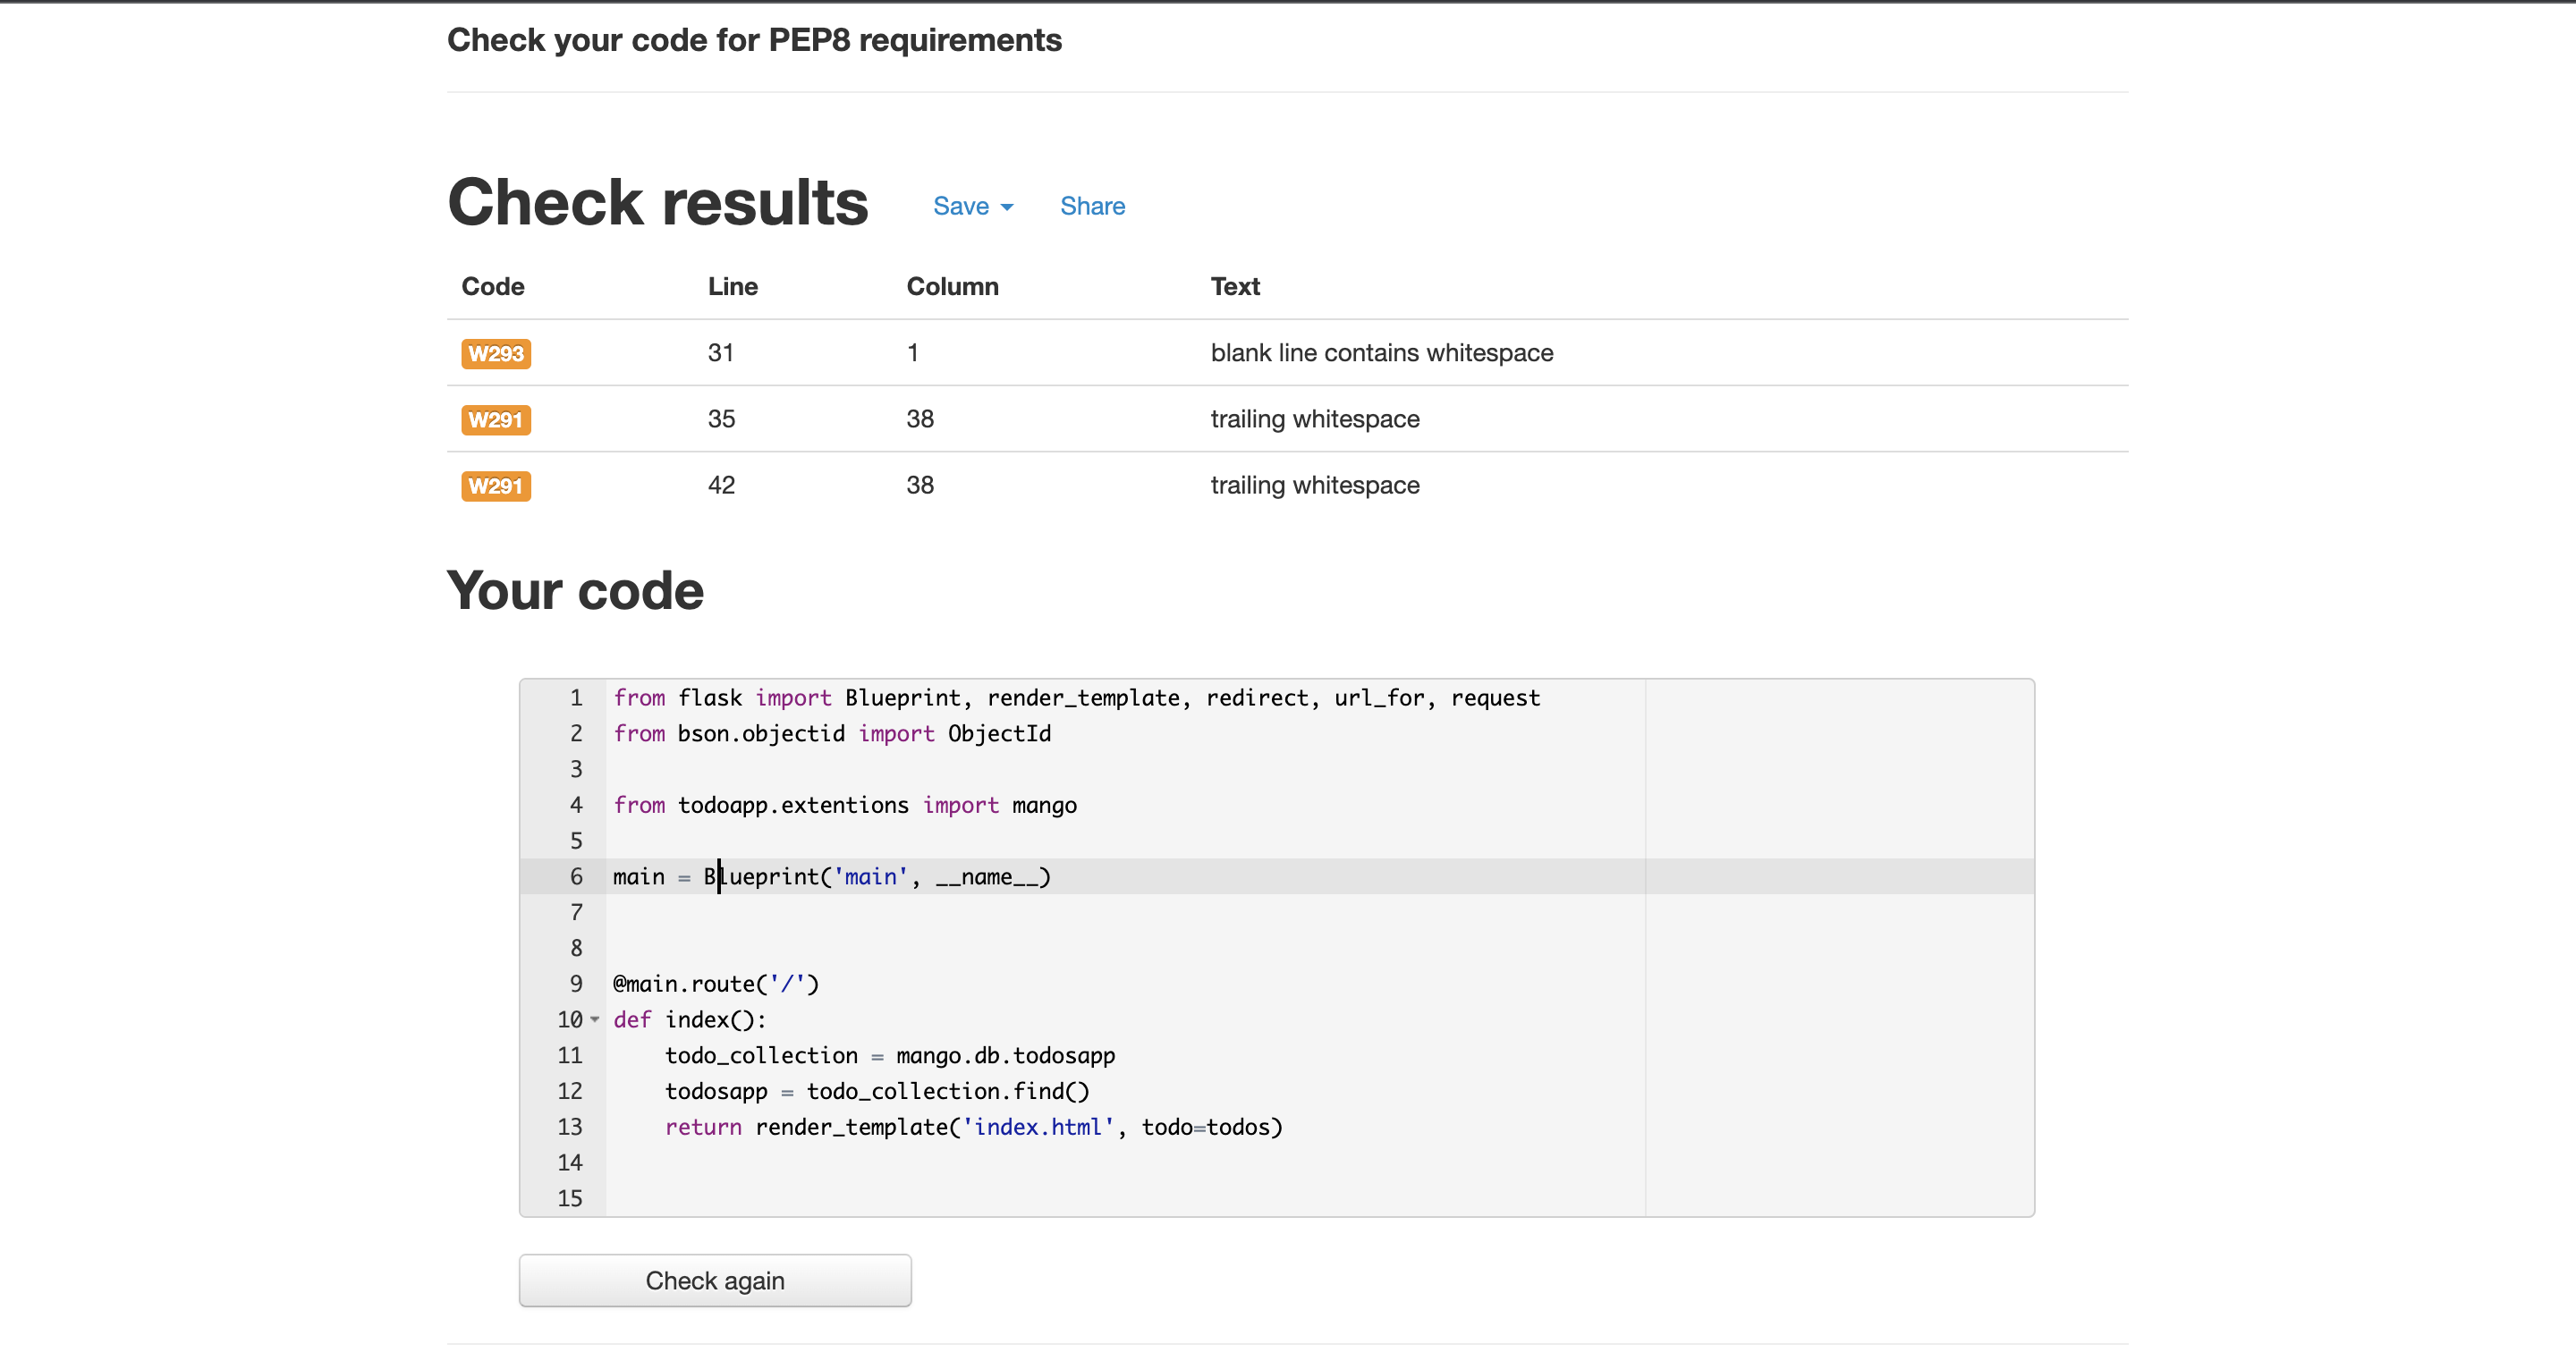 Check your code for PEP8 requirements
Check results Save Share
Code Line Column Text
W293 31 1 blank line contains whitespace
W291 35 38 trailing whitespace
W291 42 38 trailing whitespace
Your code
1 from flask import Blueprint, render_template, redirect, url_for, request
2 from bson.objectid import ObjectId
3
4 from todoapp.extentions import mango
5
6 main = Blueprint('main', __name__)
7
8
9 @main.route('/')
10 def index():
11 todo_collection = mango.db.todosapp
12 todosapp = todo_collection.find()
13 return render_template('index.html', todo=todos)
14
15
Check again